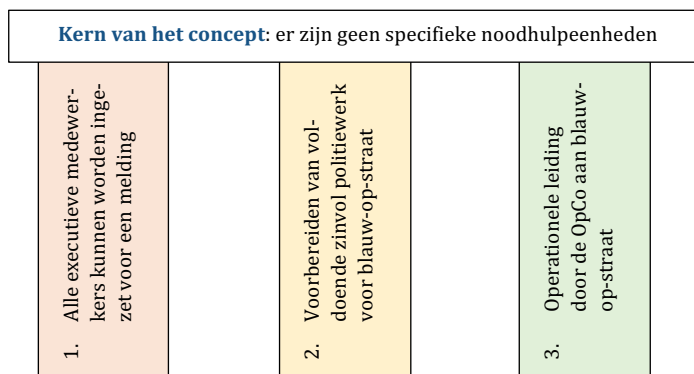 Kern van het concept: er zijn geen specifieke noodhulpeenheden
1. Alle executieve medewer-
kers kunnen worden inge-
zet voor een melding
2. Voorbereiden van vol-
doende zinvol politiewerk
voor blauw-op-straat
3. Operationele leiding
door de OpCo aan blauw-
op-straat